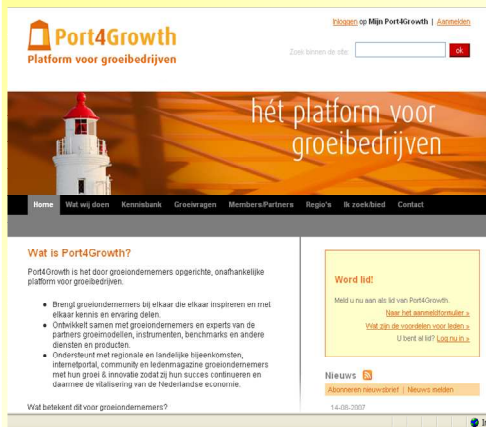 Port4Growth
Platform voor groeibedrijven
Inloggen op Mijn Port4Growth | Aanmelden
Zoek binnen de site:
ok
hét platform voor
groeibedrijven
Home Wat wij doen Kennisbank Groeivragen Members/Partners Regio's Ik zoek/bied Contact
Wat is Port4Growth?
Port4Growth is het door groeiondernemers opgerichte, onafhankelijke
platform voor groeibedrijven.
• Brengt groeiondernemers bij elkaar die elkaar inspireren en met
elkaar kennis en ervaring delen.
• Ontwikkelt samen met groeiondernemers en experts van de
partners groeimodellen, instrumenten, benchmarks en andere
diensten en producten.
• Ondersteunt met regionale en landelijke bijeenkomsten,
internetportal, community en ledenmagazine groeiondernemers
met hun groei & innovatie zodat zij hun succes continueren en
daarmee de vitalisering van de Nederlandse economie.
Wat betekent dit voor groeiondernemers?
Word lid!
Meld u nu aan als lid van Port4Growth.
Naar het aanmeldformulier »
Wat zijn de voordelen voor leden »
U bent al lid? Log nu in »
Nieuws
Abonneren nieuwsbrief | Nieuws melden
14-08-2007